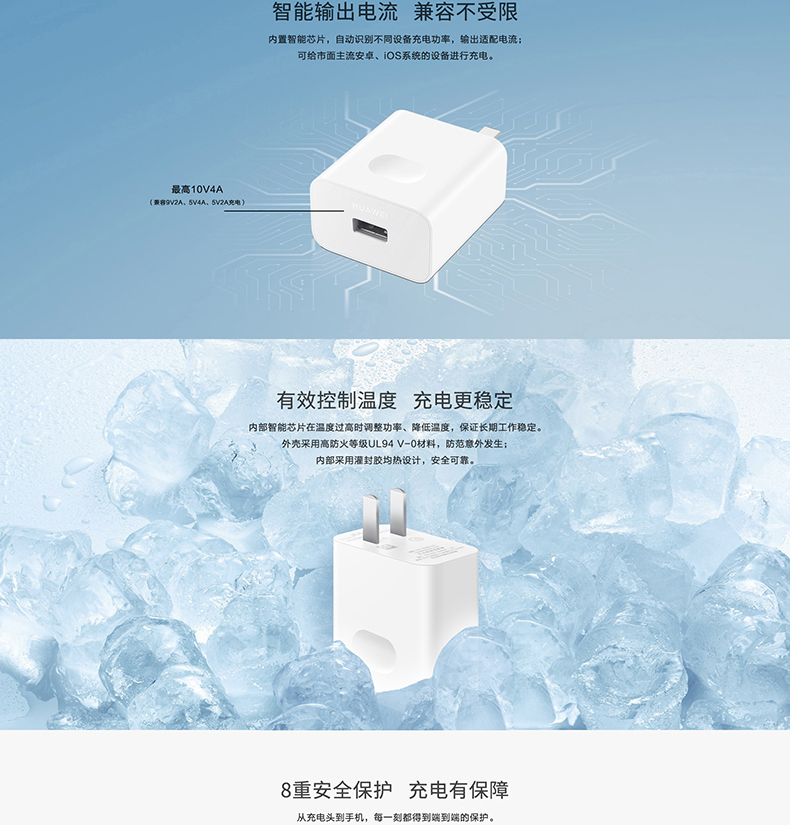 智能输出电流 兼容不受限
内置智能芯片，自动识别不同设备充电功率，输出适配电流；
可给市面主流安卓、iOS系统的设备进行充电。
最高10V4A
（兼容9V2A、5V4A、5V2A充电）
HUAWEI
有效控制温度 充电更稳定
内部智能芯片在温度过高时调整功率、降低温度，保证长期工作稳定。
外壳采用高防火等级UL94 V-0材料，防范意外发生；
内部采用灌封胶均热设计，安全可靠。
8重安全保护 充电有保障
从充电头到手机，每一刻都得到端到端的保护。